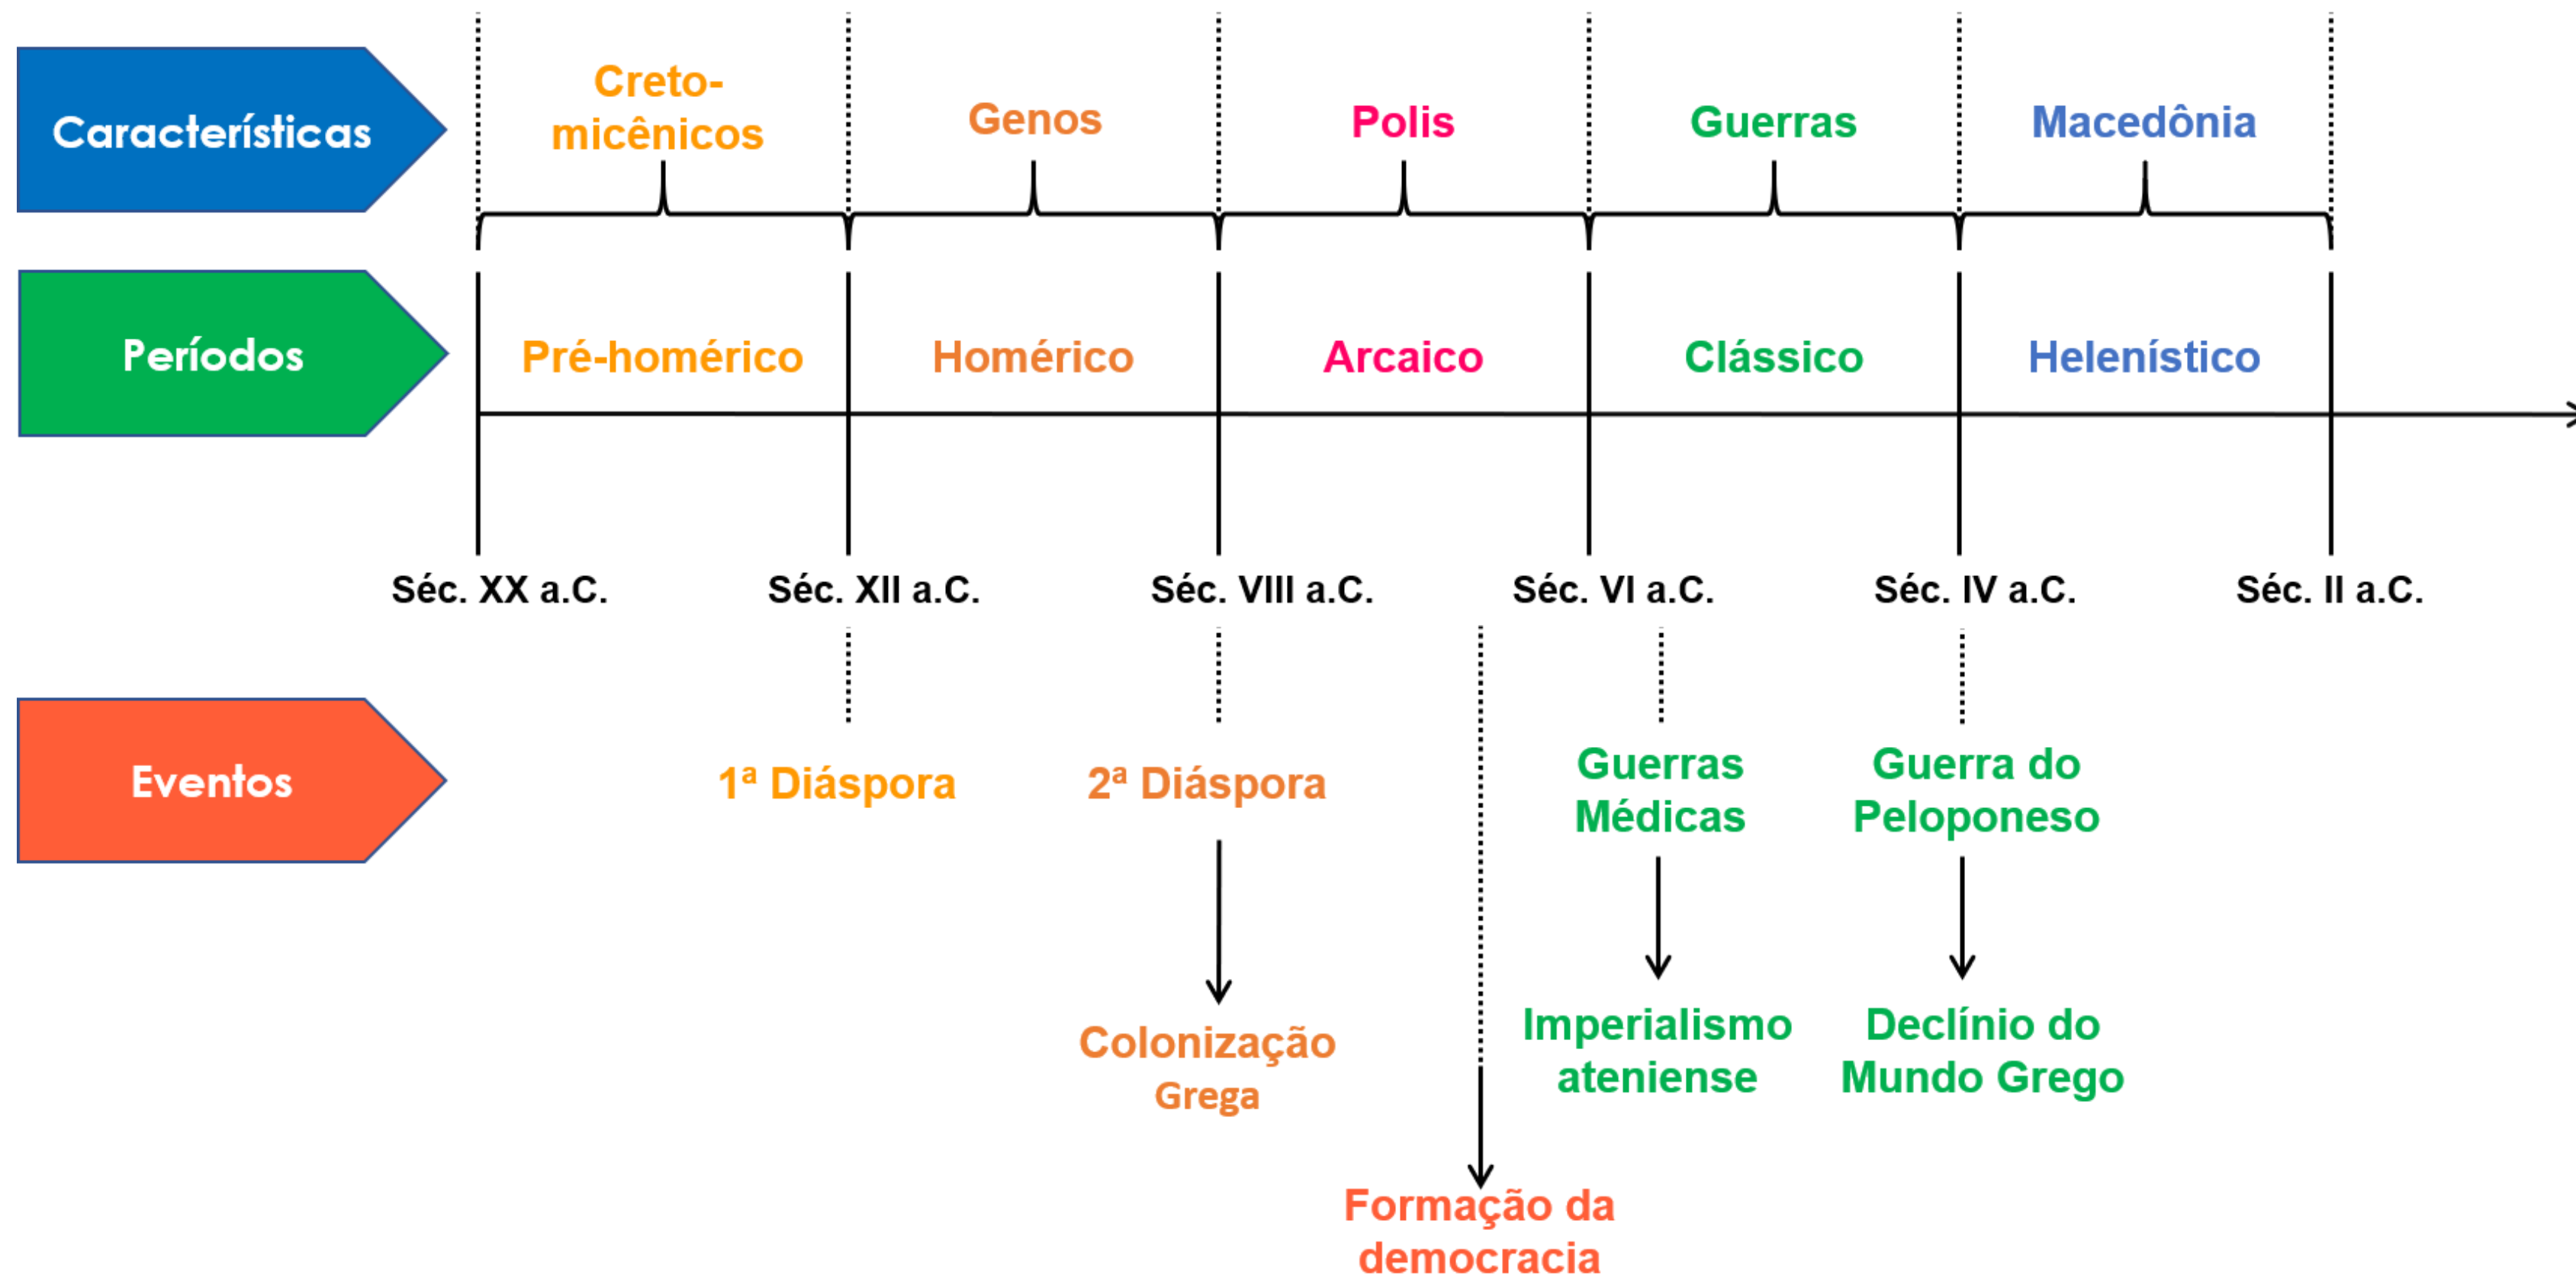 Características
Creto-
micênicos
Genos
Polis
Guerras
Macedônia
Períodos
Pré-homérico
Homérico
Arcaico
Clássico
Helenístico
Séc. XX a.C.
Séc. XII a.C.
Séc. VIII a.C.
Séc. VI a.C.
Séc. IV a.C.
Séc. II a.C.
Eventos
1ª Diáspora
2ª Diáspora
Guerras
Médicas
Guerra do
Peloponeso
Colonização
Grega
Imperialismo
ateniense
Declínio do
Mundo Grego
Formação da
democracia